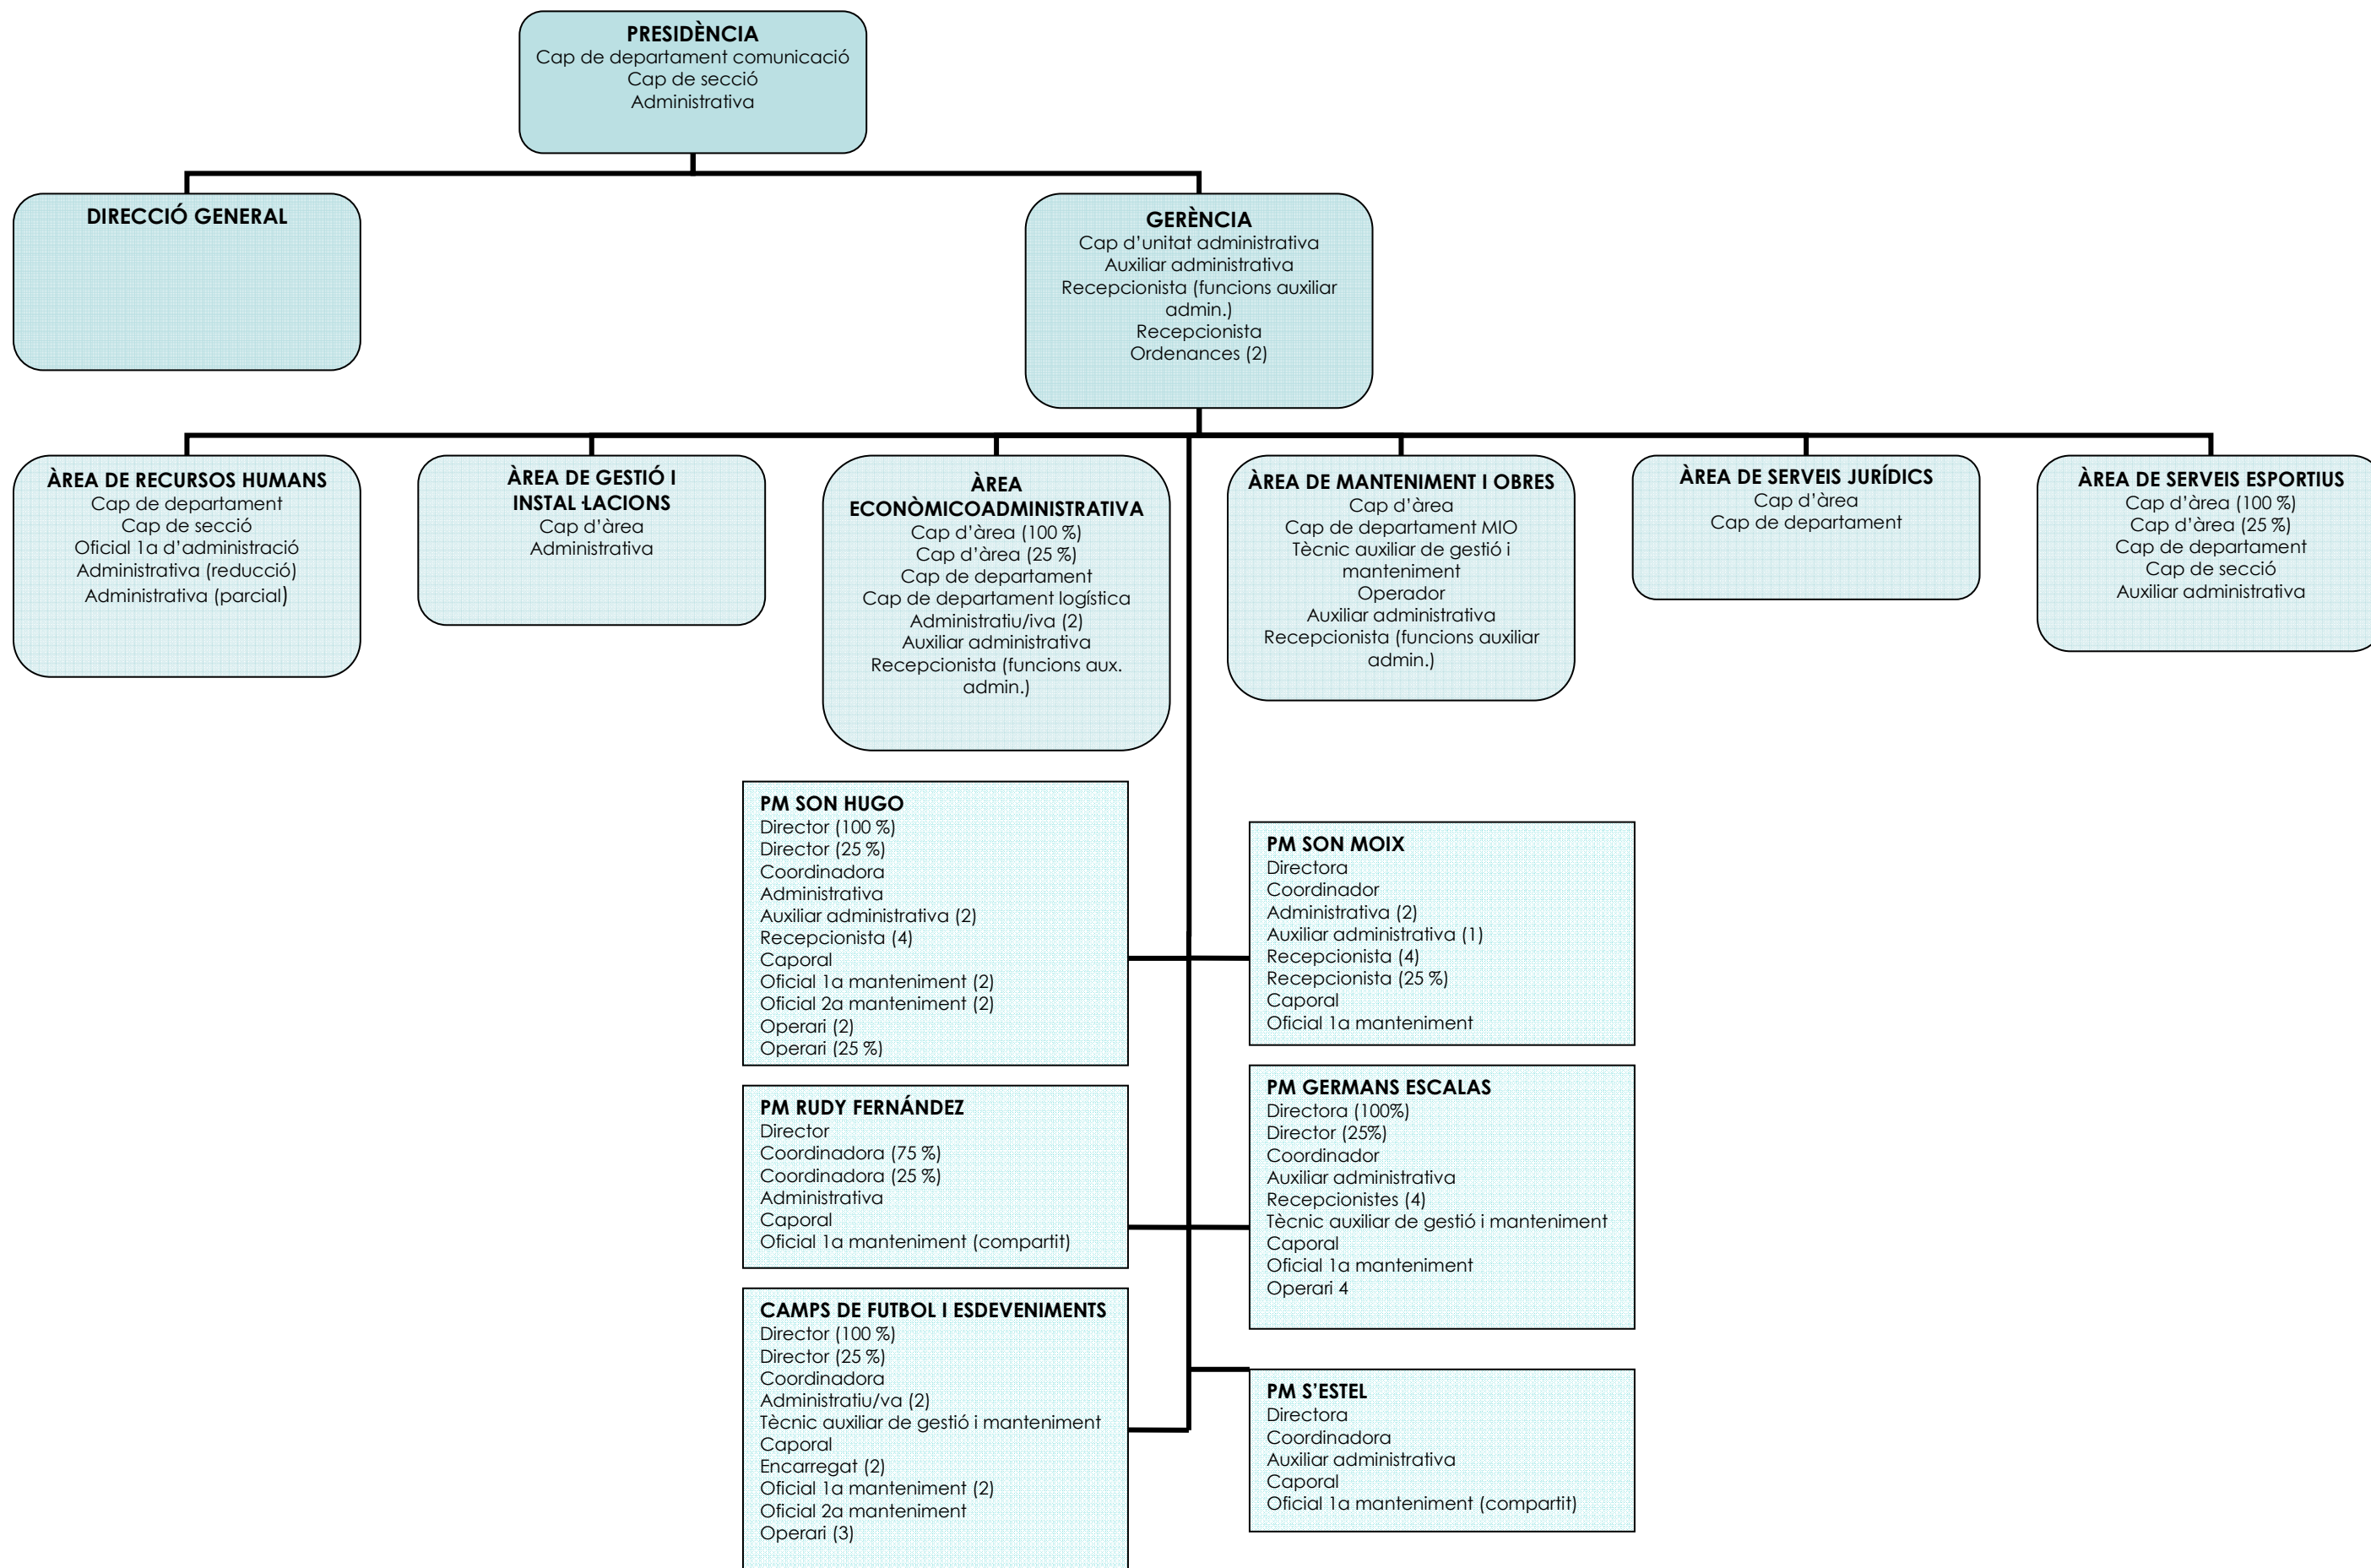 PRESIDÈNCIA
Cap de departament comunicació
Cap de secció
Administrativa
DIRECCIÓ GENERAL
GERÈNCIA
Cap d’unitat administrativa
Auxiliar administrativa
Recepcionista (funcions auxiliar
admin.)
Recepcionista
Ordenances (2)
ÀREA DE RECURSOS HUMANS
Cap de departament
Cap de secció
Oficial 1a d’administració
Administrativa (reducció)
Administrativa (parcial)
ÀREA DE GESTIÓ I
INSTAL·LACIONS
Cap d’àrea
Administrativa
ÀREA
ECONÒMICOADMINISTRATIVA
Cap d’àrea (100 %)
Cap d’àrea (25 %)
Cap de departament
Cap de departament logística
Administratiu/iva (2)
Auxiliar administrativa
Recepcionista (funcions aux.
admin.)
ÀREA DE MANTENIMENT I OBRES
Cap d’àrea
Cap de departament MIO
Tècnic auxiliar de gestió i
manteniment
Operador
Auxiliar administrativa
Recepcionista (funcions auxiliar
admin.)
ÀREA DE SERVEIS JURÍDICS
Cap d’àrea
Cap de departament
ÀREA DE SERVEIS ESPORTIUS
Cap d’àrea (100 %)
Cap d’àrea (25 %)
Cap de departament
Cap de secció
Auxiliar administrativa
PM SON HUGO
Director (100 %)
Director (25 %)
Coordinadora
Administrativa
Auxiliar administrativa (2)
Recepcionista (4)
Caporal
Oficial 1a manteniment (2)
Oficial 2a manteniment (2)
Operari (2)
Operari (25 %)
PM SON MOIX
Directora
Coordinador
Administrativa (2)
Auxiliar administrativa (1)
Recepcionista (4)
Recepcionista (25 %)
Caporal
Oficial 1a manteniment
PM RUDY FERNÁNDEZ
Director
Coordinadora (75 %)
Coordinadora (25 %)
Administrativa
Caporal
Oficial 1a manteniment (compartit)
PM GERMANS ESCALAS
Directora (100%)
Director (25%)
Coordinador
Auxiliar administrativa
Recepcionistes (4)
Tècnic auxiliar de gestió i manteniment
Caporal
Oficial 1a manteniment
Operari 4
CAMPS DE FUTBOL I ESDEVENIMENTS
Director (100 %)
Director (25 %)
Coordinadora
Administratiu/va (2)
Tècnic auxiliar de gestió i manteniment
Caporal
Encarregat (2)
Oficial 1a manteniment (2)
Oficial 2a manteniment
Operari (3)
PM S’ESTEL
Directora
Coordinadora
Auxiliar administrativa
Caporal
Oficial 1a manteniment (compartit)